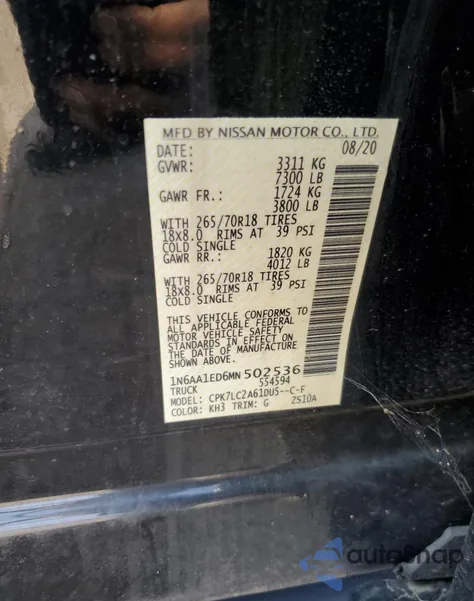 MFD BY NISSAN MOTOR CO., LTD.
DATE: 08/20
GVWR: 3311 KG
7300 LB
GAWR FR.: 1724 KG
3800 LB
WITH 265/70R18 TIRES
18X8.0 RIMS AT 39 PSI
COLD SINGLE
GAWR RR.: 1820 KG
4012 LB
WITH 265/70R18 TIRES
18X8.0 RIMS AT 39 PSI
COLD SINGLE
THIS VEHICLE CONFORMS TO
ALL APPLICABLE FEDERAL
MOTOR VEHICLE SAFETY
STANDARDS IN EFFECT ON
THE DATE OF MANUFACTURE
SHOWN ABOVE.
1N6AA1ED6MN502536
TRUCK 554594
MODEL: CPK7LC2A61DU5--C-F
COLOR: KH3 TRIM: G 2S10A
autoSnap